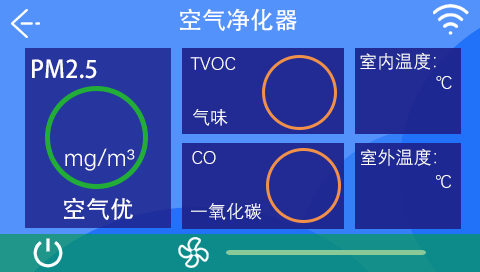 空气净化器
PM2.5
mg/m³
空气优
TVOC
气味
室内温度:
℃
CO
一氧化碳
室外温度:
℃